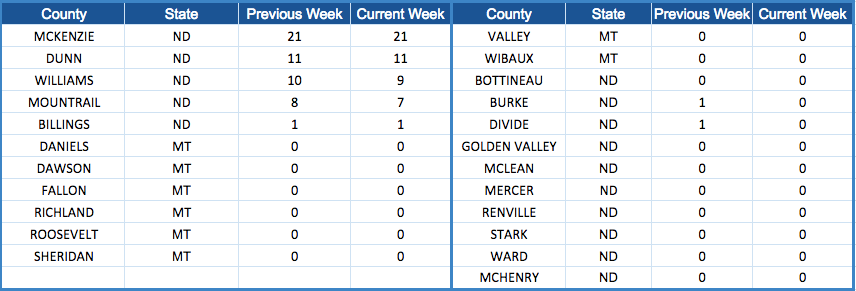 County State Previous Week Current Week County State Previous Week Current Week
MCKENZIE ND 21 21 VALLEY MT 0 0
DUNN ND 11 11 WIBAUX MT 0 0
WILLIAMS ND 10 9 BOTTINEAU ND 0 0
MOUNTRAIL ND 8 7 BURKE ND 1 0
BILLINGS ND 1 1 DIVIDE ND 1 0
DANIELS MT 0 0 GOLDEN VALLEY ND 0 0
DAWSON MT 0 0 MCLEAN ND 0 0
FALLON MT 0 0 MERCER ND 0 0
RICHLAND MT 0 0 RENVILLE ND 0 0
ROOSEVELT MT 0 0 STARK ND 0 0
SHERIDAN MT 0 0 WARD ND 0 0
MCHENRY ND 0 0